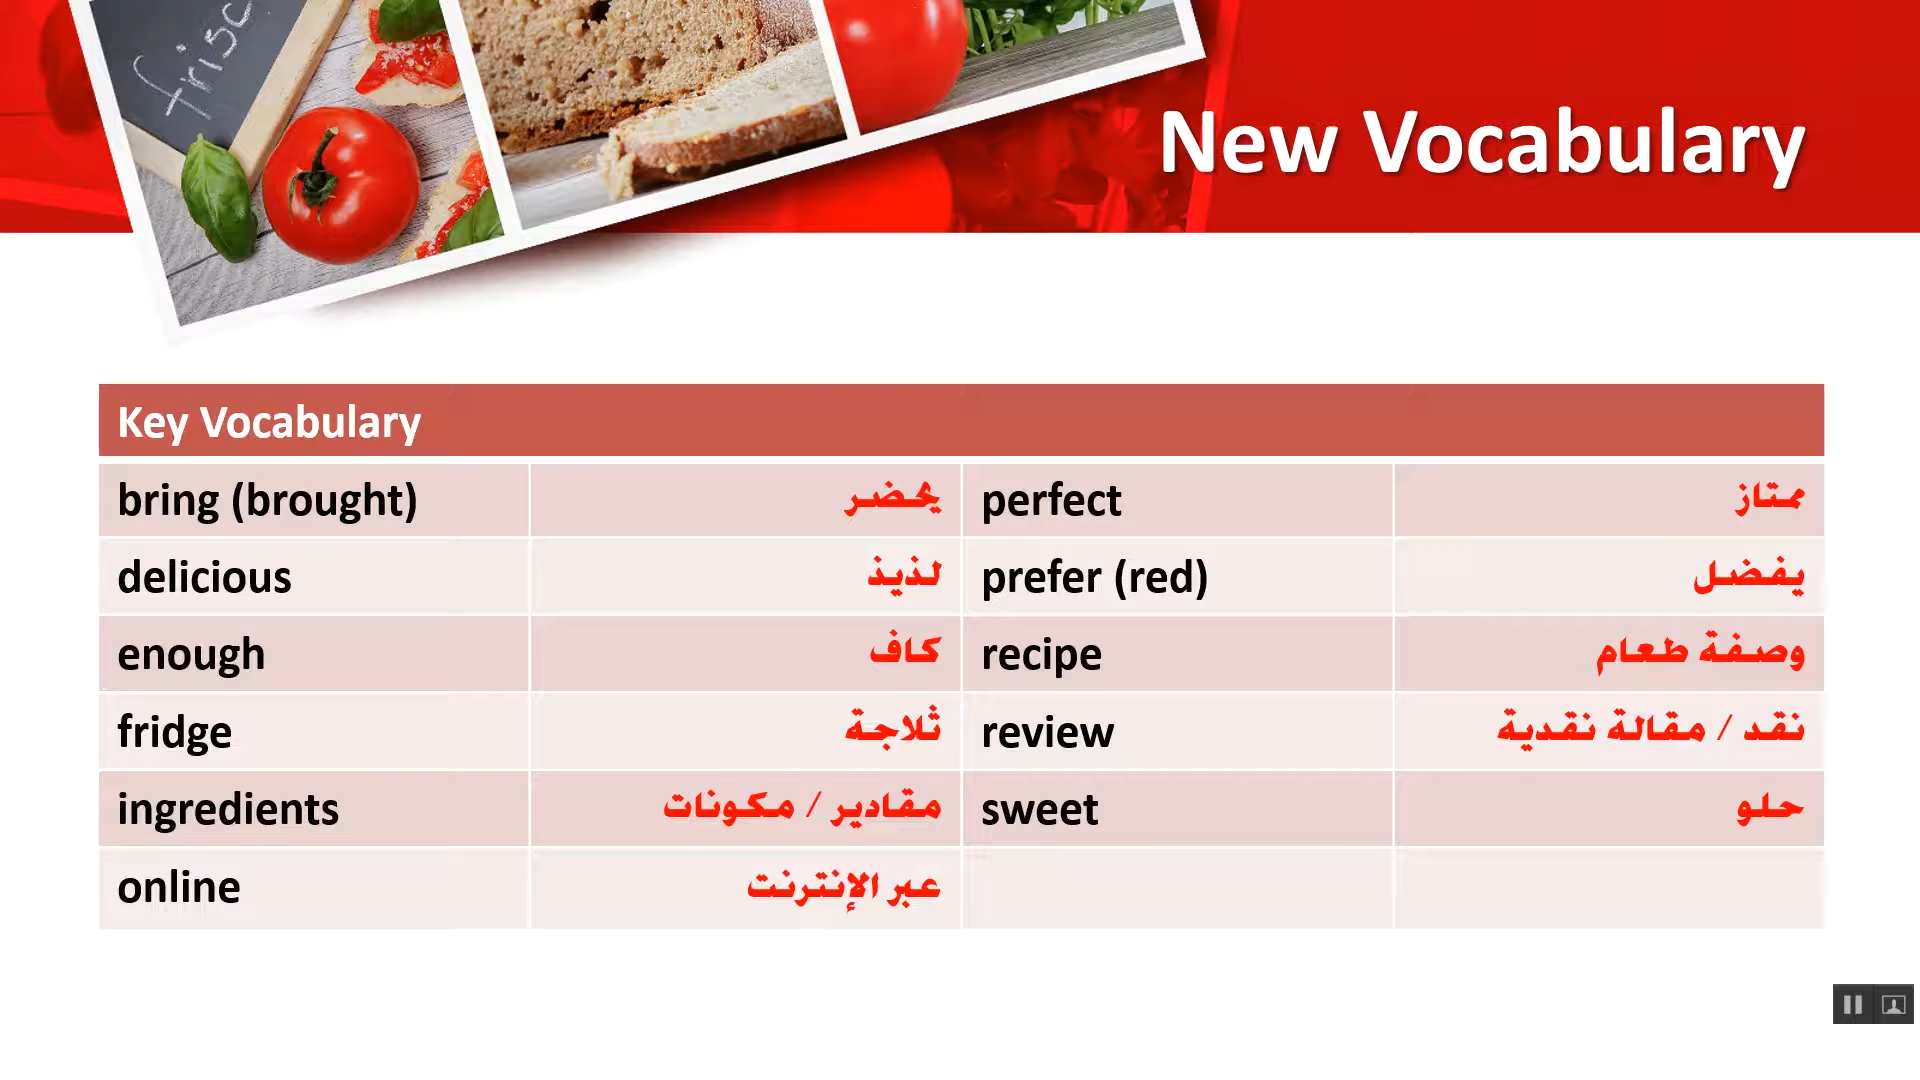 frisc
New Vocabulary
Key Vocabulary
bring (brought) يحضر perfect ممتاز
delicious لذيذ prefer (red) يفضل
enough كاف recipe وصفة طعام
fridge ثلاجة review نقد / مقالة نقدية
ingredients مقادير / مكونات sweet حلو
online عبر الإنترنت